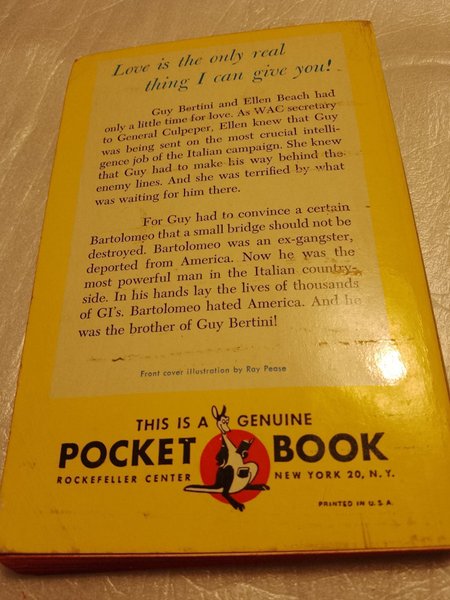 Love is the only real
thing I can give you!
Guy Bertini and Ellen Beach had
only a little time for love. As WAC secretary
to General Culpeper, Ellen knew that Guy
was being sent on the most crucial intelli-
gence job of the Italian campaign. She knew
that Guy had to make his way behind the
enemy lines. And she was terrified by what
was waiting for him there.
For Guy had to convince a certain
Bartolomeo that a small bridge should not be
destroyed. Bartolomeo was an ex-gangster,
deported from America. Now he was the
most powerful man in the Italian country-
side. In his hands lay the lives of thousands
of GI's. Bartolomeo hated America. And he
was the brother of Guy Bertini!
Front cover illustration by Ray Pease
THIS IS A GENUINE
POCKET BOOK
ROCKEFELLER CENTER NEW YORK 20, N. Y.
PRINTED IN U. S. A.